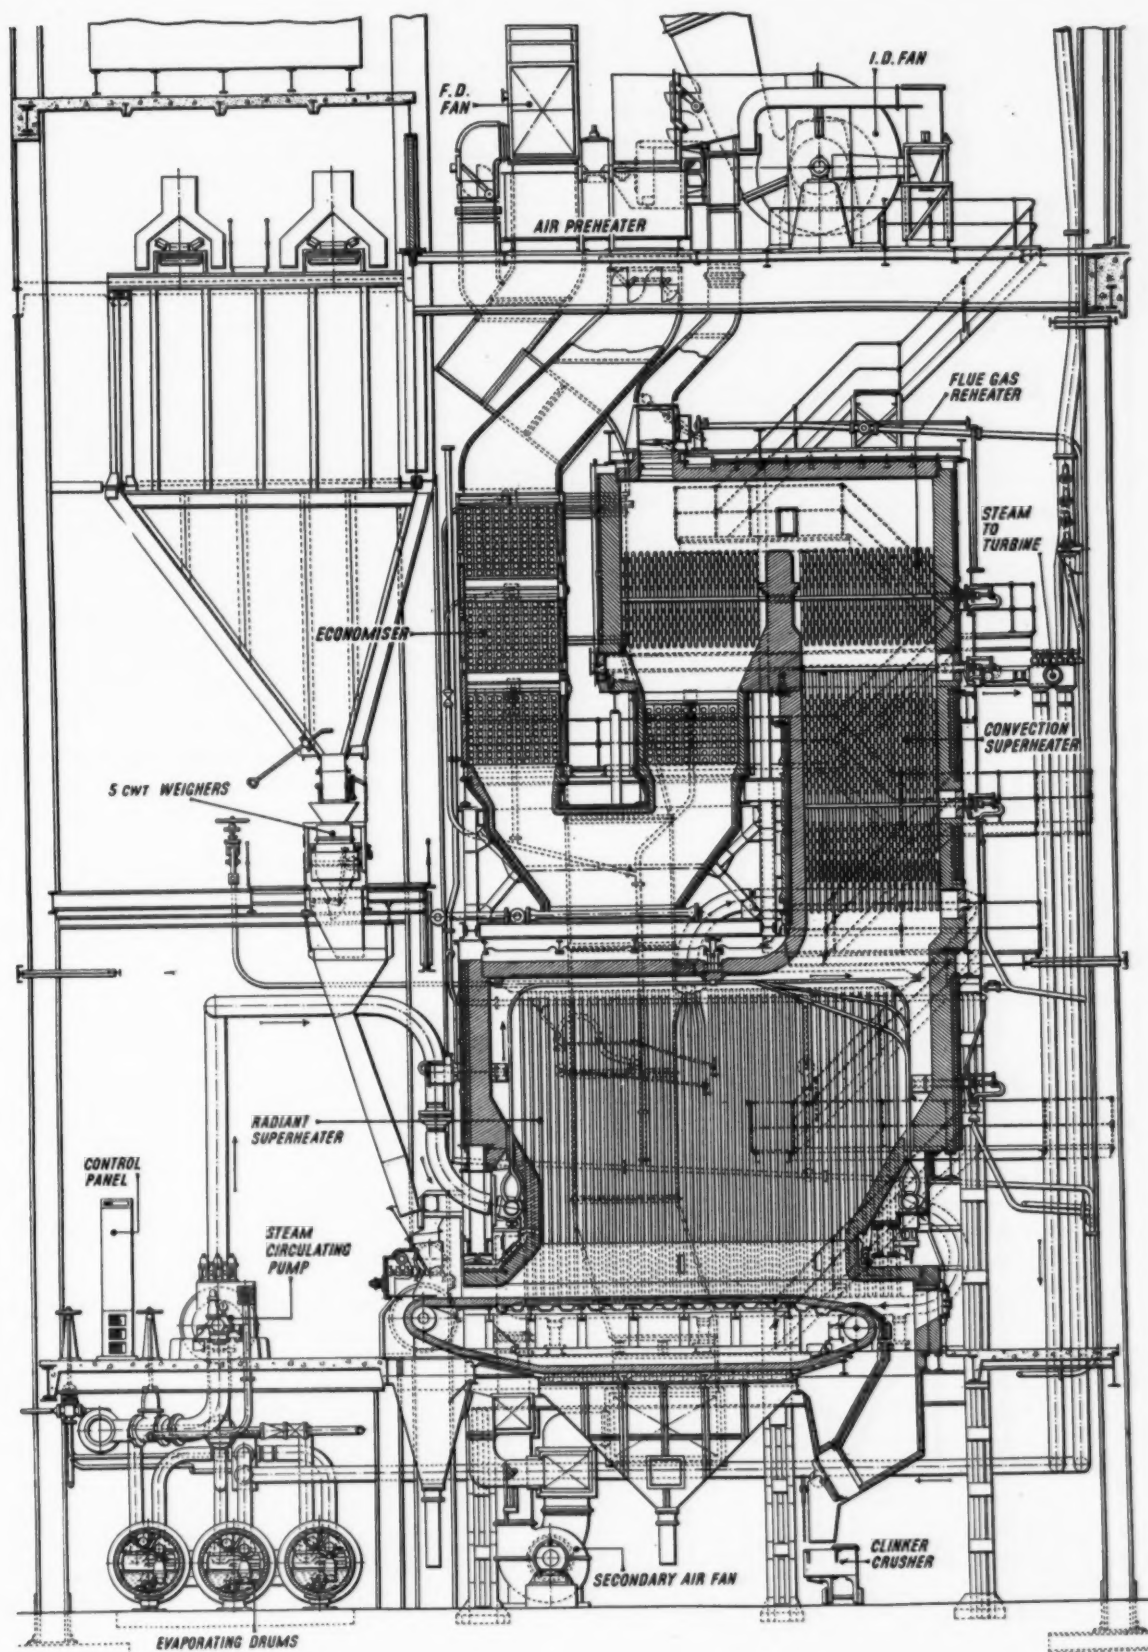 F.D.
FAN
I.D. FAN
AIR PREHEATER
FLUE GAS
REHEATER
STEAM
TO
TURBINE
ECONOMISER
CONVECTION
SUPERHEATER
5 CWT WEIGHERS
RADIANT
SUPERHEATER
CONTROL
PANEL
STEAM
CIRCULATING
PUMP
CLINKER
CRUSHER
SECONDARY AIR FAN
EVAPORATING DRUMS